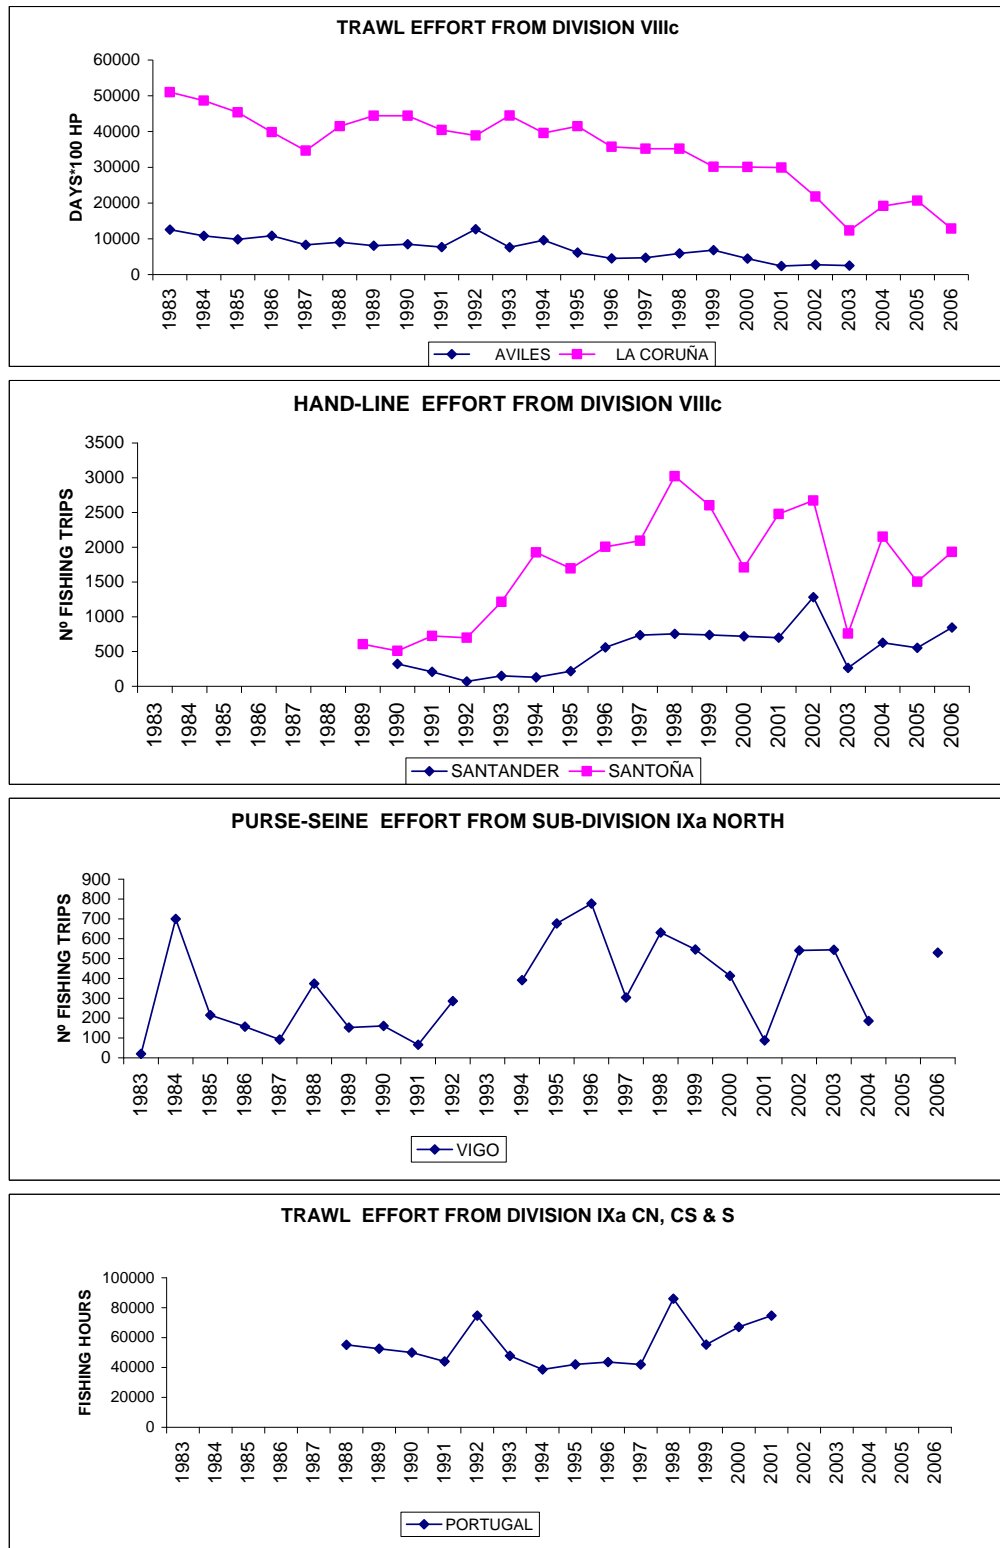 TRAWL EFFORT FROM DIVISION VIIIc
DAYS*100 HP
60000
50000
40000
30000
20000
10000
0
1983 1984 1985 1986 1987 1988 1989 1990 1991 1992 1993 1994 1995 1996 1997 1998 1999 2000 2001 2002 2003 2004 2005 2006
AVILES LA CORUÑA
HAND-LINE EFFORT FROM DIVISION VIIIc
Nº FISHING TRIPS
3500
3000
2500
2000
1500
1000
500
0
1983 1984 1985 1986 1987 1988 1989 1990 1991 1992 1993 1994 1995 1996 1997 1998 1999 2000 2001 2002 2003 2004 2005 2006
SANTANDER SANTOÑA
PURSE-SEINE EFFORT FROM SUB-DIVISION IXa NORTH
Nº FISHING TRIPS
900
800
700
600
500
400
300
200
100
0
1983 1984 1985 1986 1987 1988 1989 1990 1991 1992 1993 1994 1995 1996 1997 1998 1999 2000 2001 2002 2003 2004 2005 2006
VIGO
TRAWL EFFORT FROM DIVISION IXa CN, CS & S
FISHING HOURS
100000
80000
60000
40000
20000
0
1983 1984 1985 1986 1987 1988 1989 1990 1991 1992 1993 1994 1995 1996 1997 1998 1999 2000 2001 2002 2003 2004 2005 2006
PORTUGAL